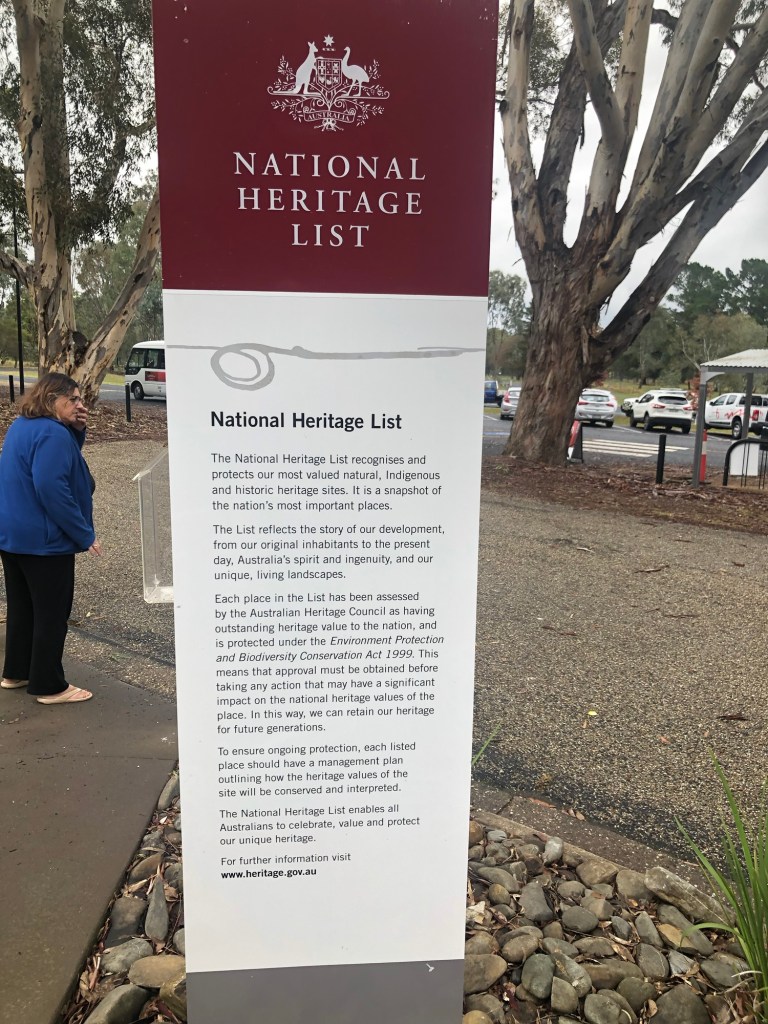 AUSTRALIA
NATIONAL
HERITAGE
LIST
National Heritage List
The National Heritage List recognises and
protects our most valued natural, Indigenous
and historic heritage sites. It is a snapshot of
the nation's most important places.
The List reflects the story of our development,
from our original inhabitants to the present
day, Australia's spirit and ingenuity, and our
unique, living landscapes.
Each place in the List has been assessed
by the Australian Heritage Council as having
outstanding heritage value to the nation, and
is protected under the Environment Protection
and Biodiversity Conservation Act 1999. This
means that approval must be obtained before
taking any action that may have a significant
impact on the national heritage values of the
place. In this way, we can retain our heritage
for future generations.
To ensure ongoing protection, each listed
place should have a management plan
outlining how the heritage values of the
site will be conserved and interpreted.
The National Heritage List enables all
Australians to celebrate, value and protect
our unique heritage.
For further information visit
www.heritage.gov.au